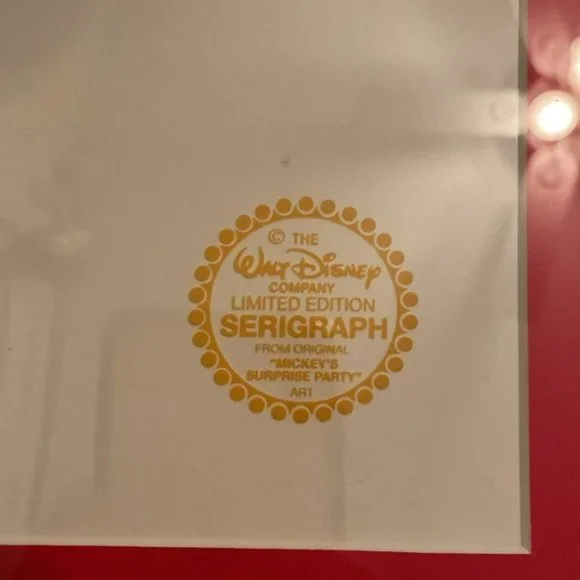 © THE
Walt Disney
COMPANY
LIMITED EDITION
SERIGRAPH
FROM ORIGINAL
"MICKEY'S
SURPRISE PARTY"
ART